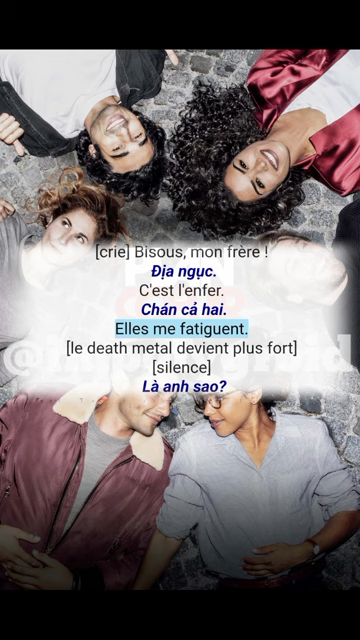 [crie] Bisous, mon frère !
Địa ngục.
C'est l'enfer.
Chán cả hai.
Elles me fatiguent.
[le death metal devient plus fort]
[silence]
Là anh sao?